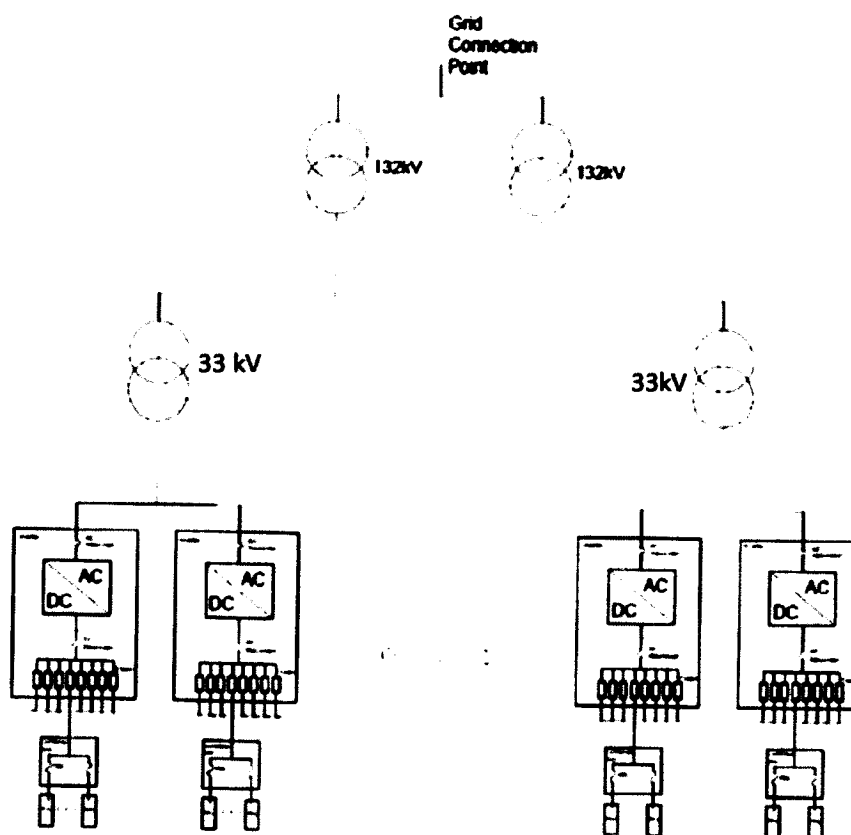 Grid
Connection
Point
132kV
132kV
33 kV
33kV
AC
DC
AC
DC
AC
DC
AC
DC